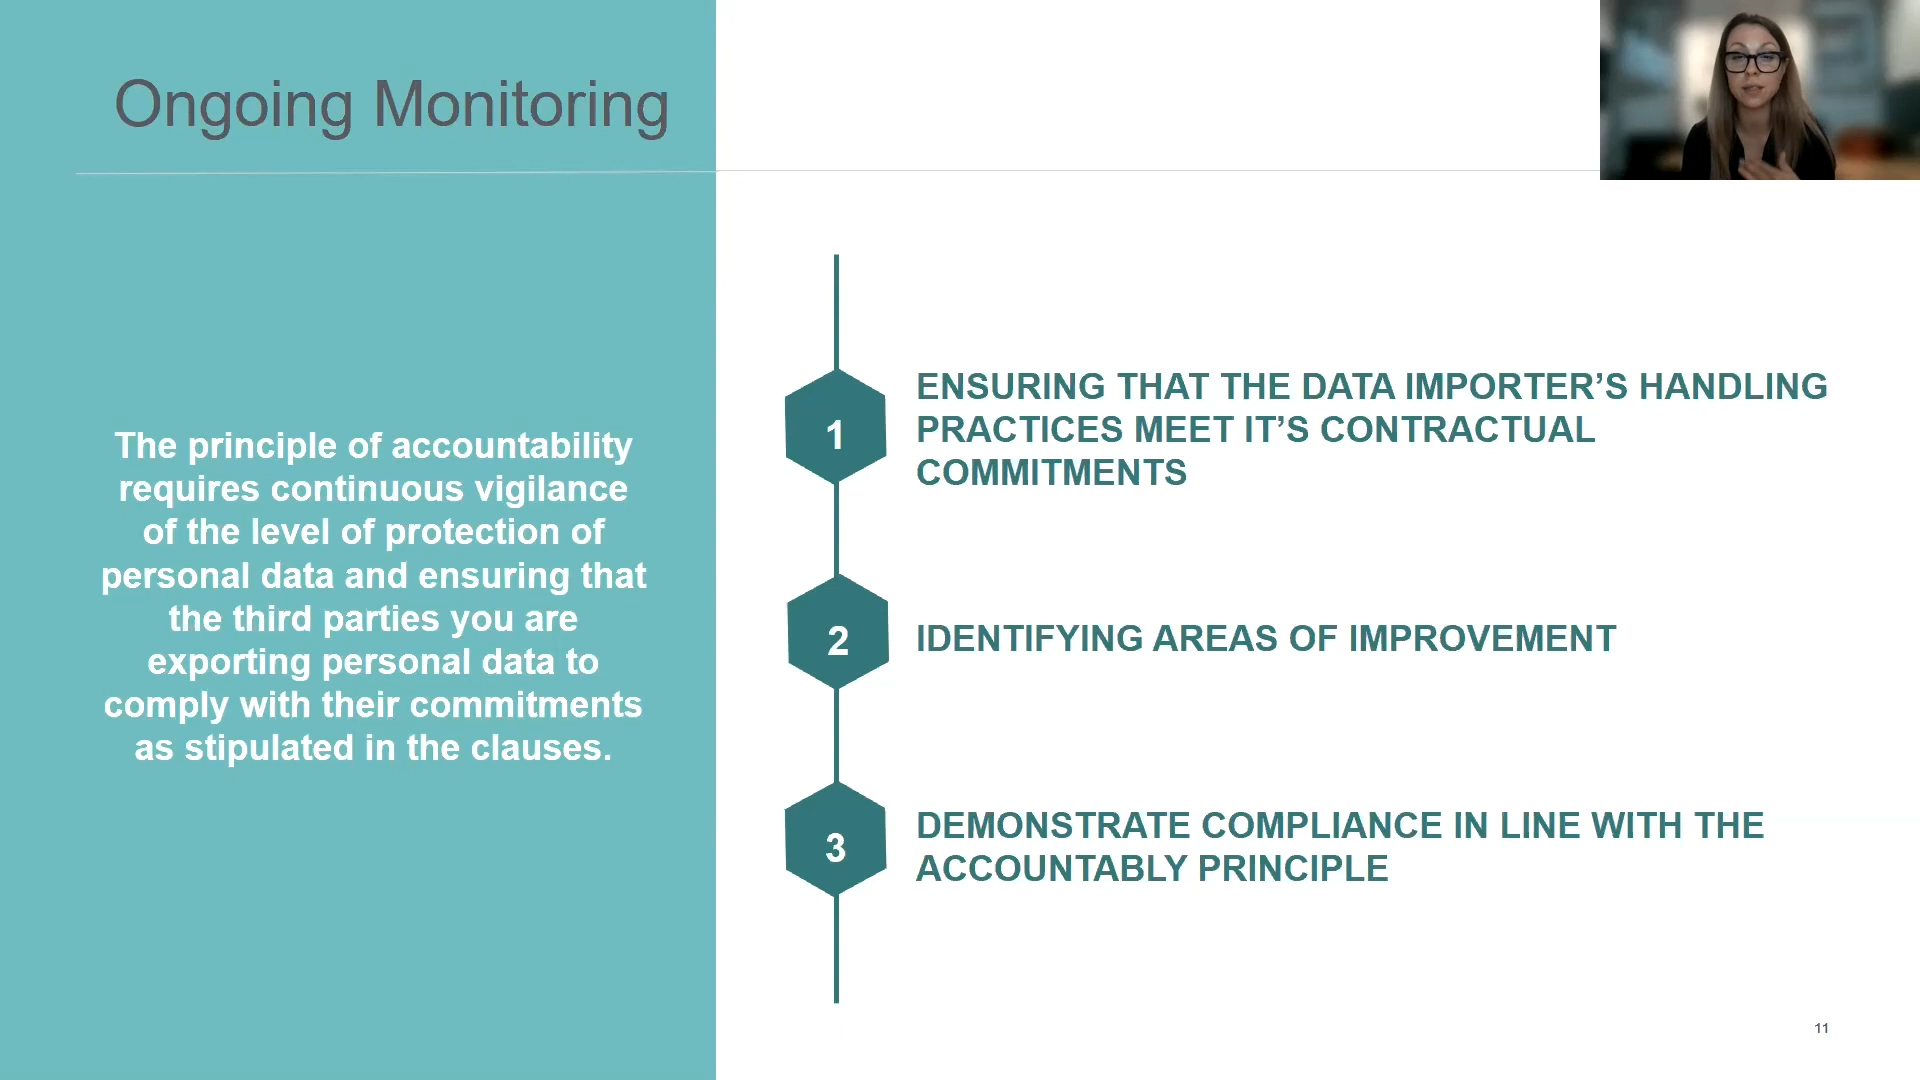 Ongoing Monitoring
The principle of accountability
requires continuous vigilance
of the level of protection of
personal data and ensuring that
the third parties you are
exporting personal data to
comply with their commitments
as stipulated in the clauses.
1
ENSURING THAT THE DATA IMPORTER’S HANDLING
PRACTICES MEET IT’S CONTRACTUAL
COMMITMENTS
2
IDENTIFYING AREAS OF IMPROVEMENT
3
DEMONSTRATE COMPLIANCE IN LINE WITH THE
ACCOUNTABLY PRINCIPLE
11